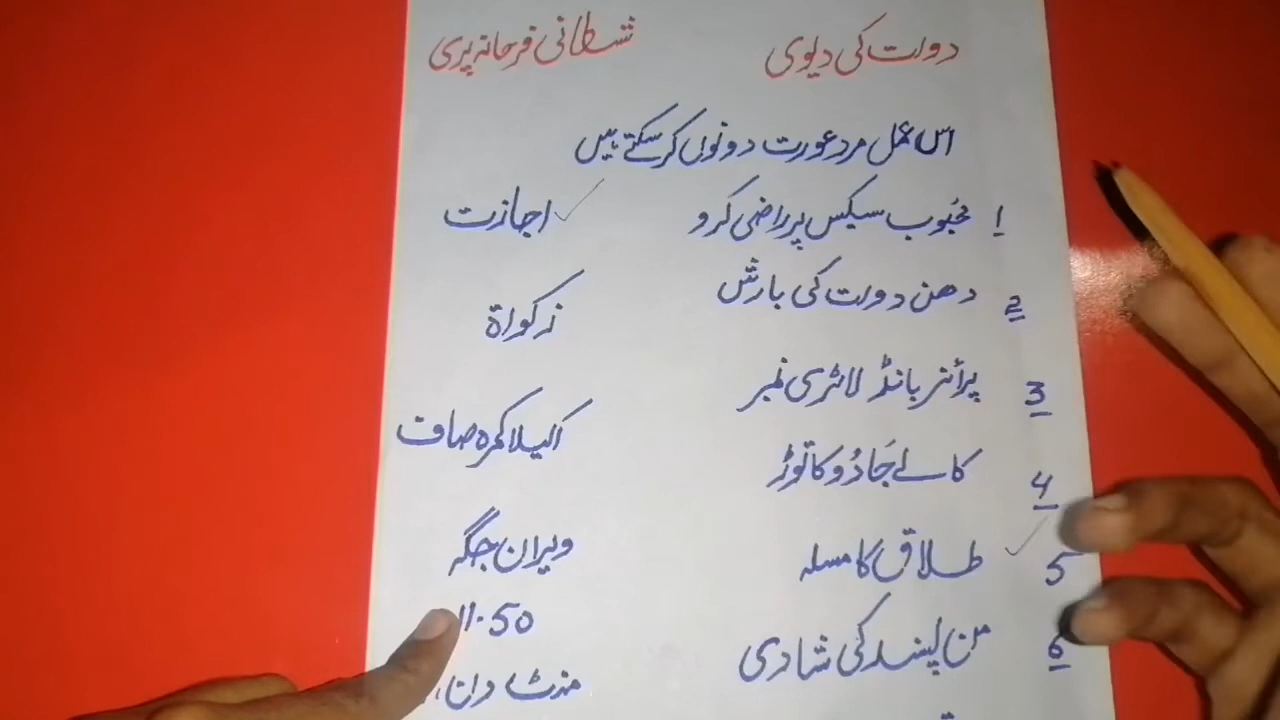 دولت کی دیوی شیطانی فرحانہ پری
اس عمل مرد عورت دونوں کر سکتے ہیں
1 محبوب سیکس پر راضی کرو اجازت
2 دھن دولت کی بارش زکواۃ
3 پرائز بانڈ لاٹری نمبر
اکیلا کمرہ صاف
4 کالے جَادُو کا توڑ
ویران جگہ
5 طلاق کا مسلہ
11.50
6 من پسند کی شادی
منٹ رات